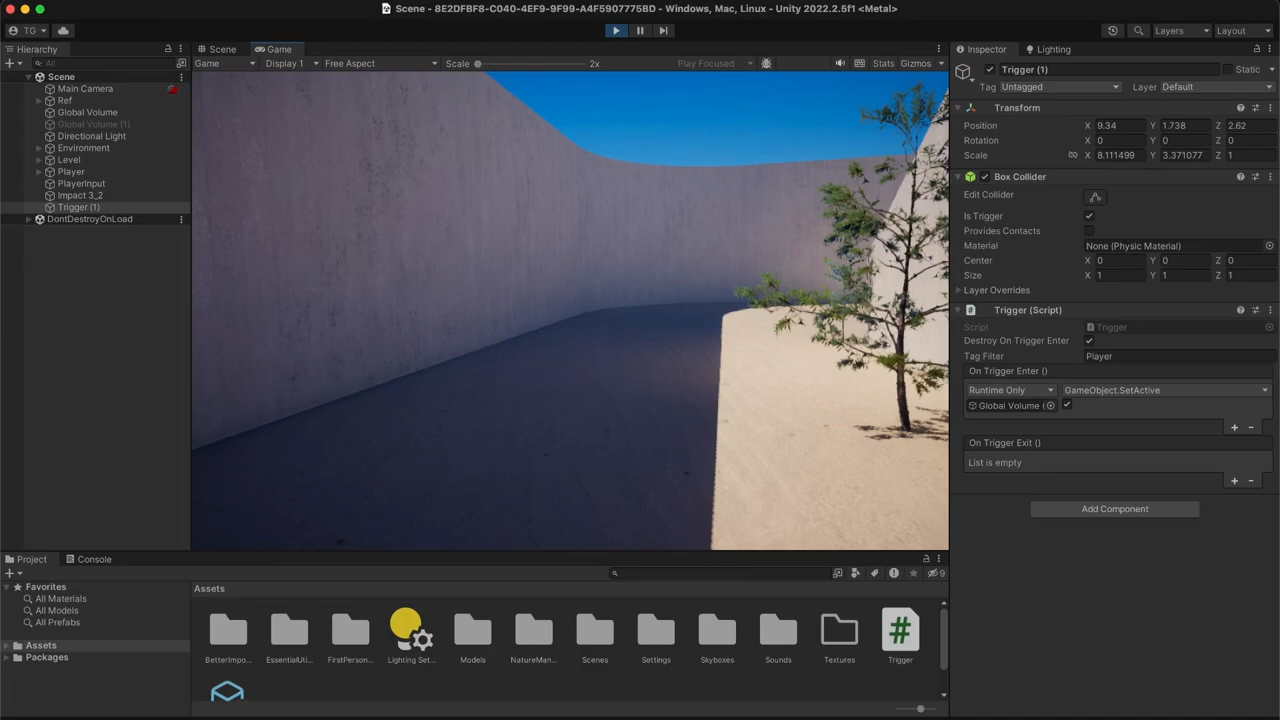 Scene - 8E2DFBF8-C040-4EF9-9F99-A4F5907775BD - Windows, Mac, Linux - Unity 2022.2.5f1 <Metal>
TG
Layers
Layout
Hierarchy
All
Scene
Main Camera
Ref
Global Volume
Global Volume (1)
Directional Light
Environment
Level
Player
PlayerInput
Impact 3_2
Trigger (1)
DontDestroyOnLoad
Scene
Game
Game
Display 1
Free Aspect
Scale
2x
Play Focused
Stats
Gizmos
Inspector
Lighting
Trigger (1)
Static
Tag
Untagged
Layer
Default
Transform
Position
X
9.34
Y
1.738
Z
2.62
Rotation
X
0
Y
0
Z
0
Scale
X
8.111499
Y
3.371077
Z
1
Box Collider
Edit Collider
Is Trigger
Provides Contacts
Material
None (Physic Material)
Center
X
0
Y
0
Z
0
Size
X
1
Y
1
Z
1
Layer Overrides
#
Trigger (Script)
Script
Trigger
Destroy On Trigger Enter
Tag Filter
Player
On Trigger Enter ()
Runtime Only
GameObject.SetActive
Global Volume (
+
-
On Trigger Exit ()
List is empty
+
-
Add Component
Project
Console
9
Favorites
All Materials
All Models
All Prefabs
Assets
Packages
Assets
BetterImpo...
EssentialUti...
FirstPerson...
Lighting Set...
Models
NatureMan...
Scenes
Settings
Skyboxes
Sounds
Textures
#
Trigger